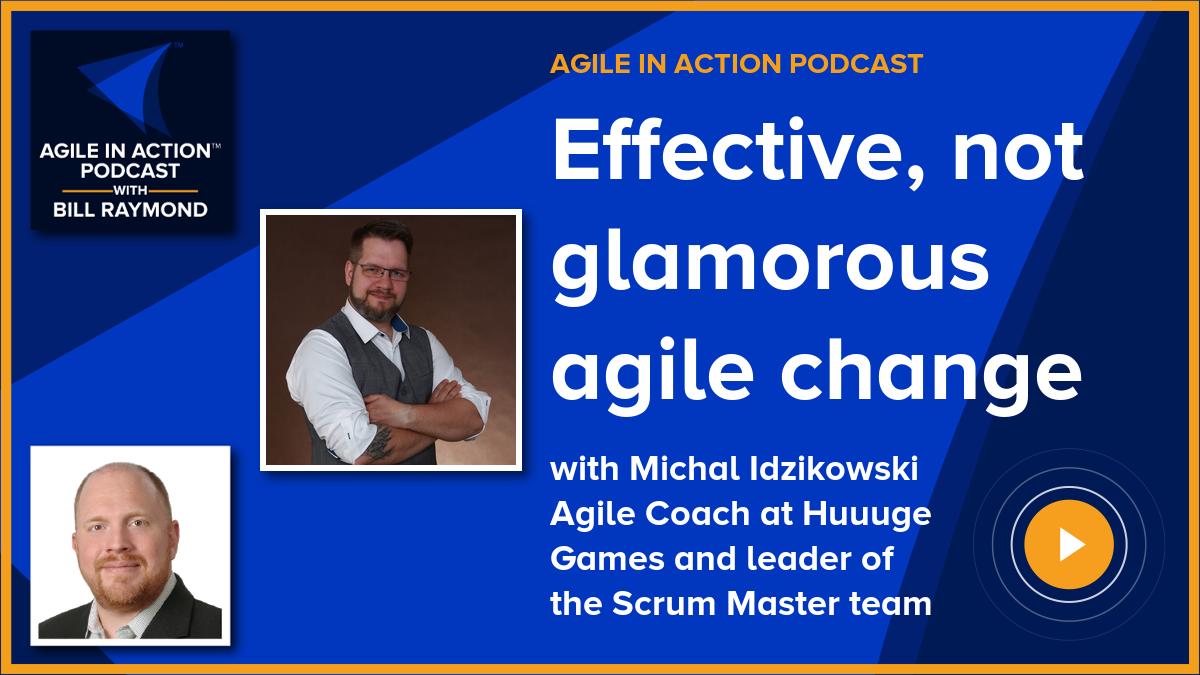 AGILE IN ACTION™
PODCAST
WITH
BILL RAYMOND
AGILE IN ACTION PODCAST
Effective, not
glamorous
agile change
with Michal Idzikowski
Agile Coach at Huuuge
Games and leader of
the Scrum Master team